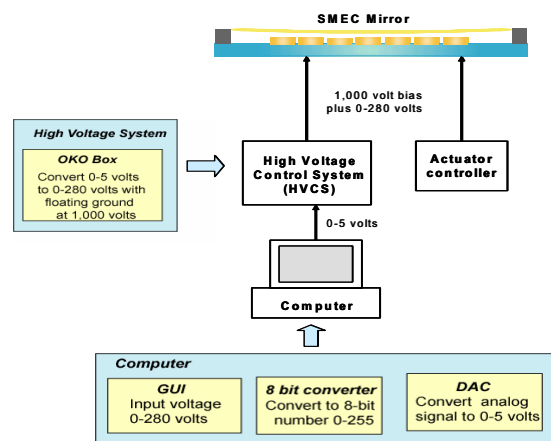 SMEC Mirror
1,000 volt bias
plus 0-280 volts
High Voltage System
OKO Box
Convert 0-5 volts
to 0-280 volts with
floating ground
at 1,000 volts
High Voltage
Control System
(HVCS)
Actuator
controller
0-5 volts
Computer
Computer
GUI
Input voltage
0-280 volts
8 bit converter
Convert to 8-bit
number 0-255
DAC
Convert analog
signal to 0-5 volts